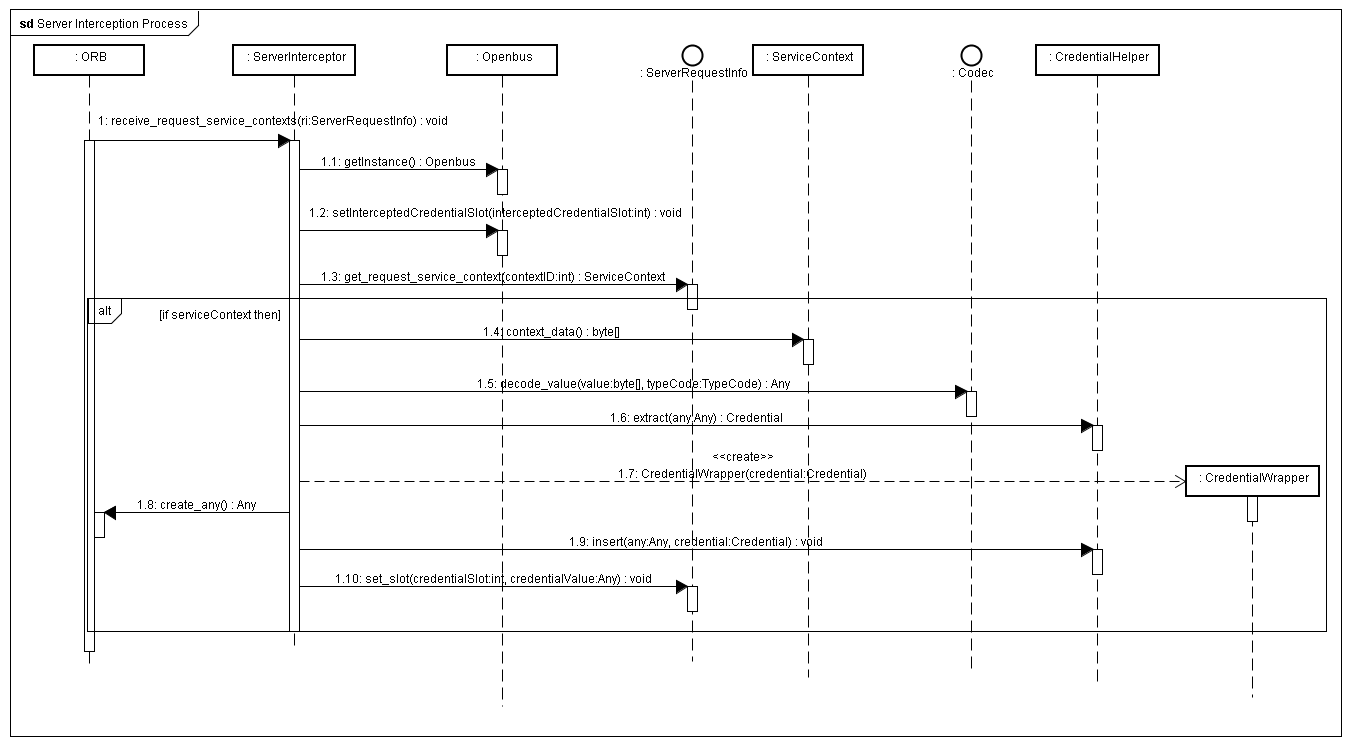 sd Server Interception Process
: ORB
: ServerInterceptor
: Openbus
: ServerRequestInfo
: ServiceContext
: Codec
: CredentialHelper
1: receive_request_service_contexts(ri:ServerRequestInfo) : void
1.1: getInstance() : Openbus
1.2: setInterceptedCredentialSlot(interceptedCredentialSlot:int) : void
1.3: get_request_service_context(contextID:int) : ServiceContext
alt
[if serviceContext then]
1.4: context_data() : byte[]
1.5: decode_value(value:byte[], typeCode:TypeCode) : Any
1.6: extract(any:Any) : Credential
<<create>>
1.7: CredentialWrapper(credential:Credential)
: CredentialWrapper
1.8: create_any() : Any
1.9: insert(any:Any, credential:Credential) : void
1.10: set_slot(credentialSlot:int, credentialValue:Any) : void